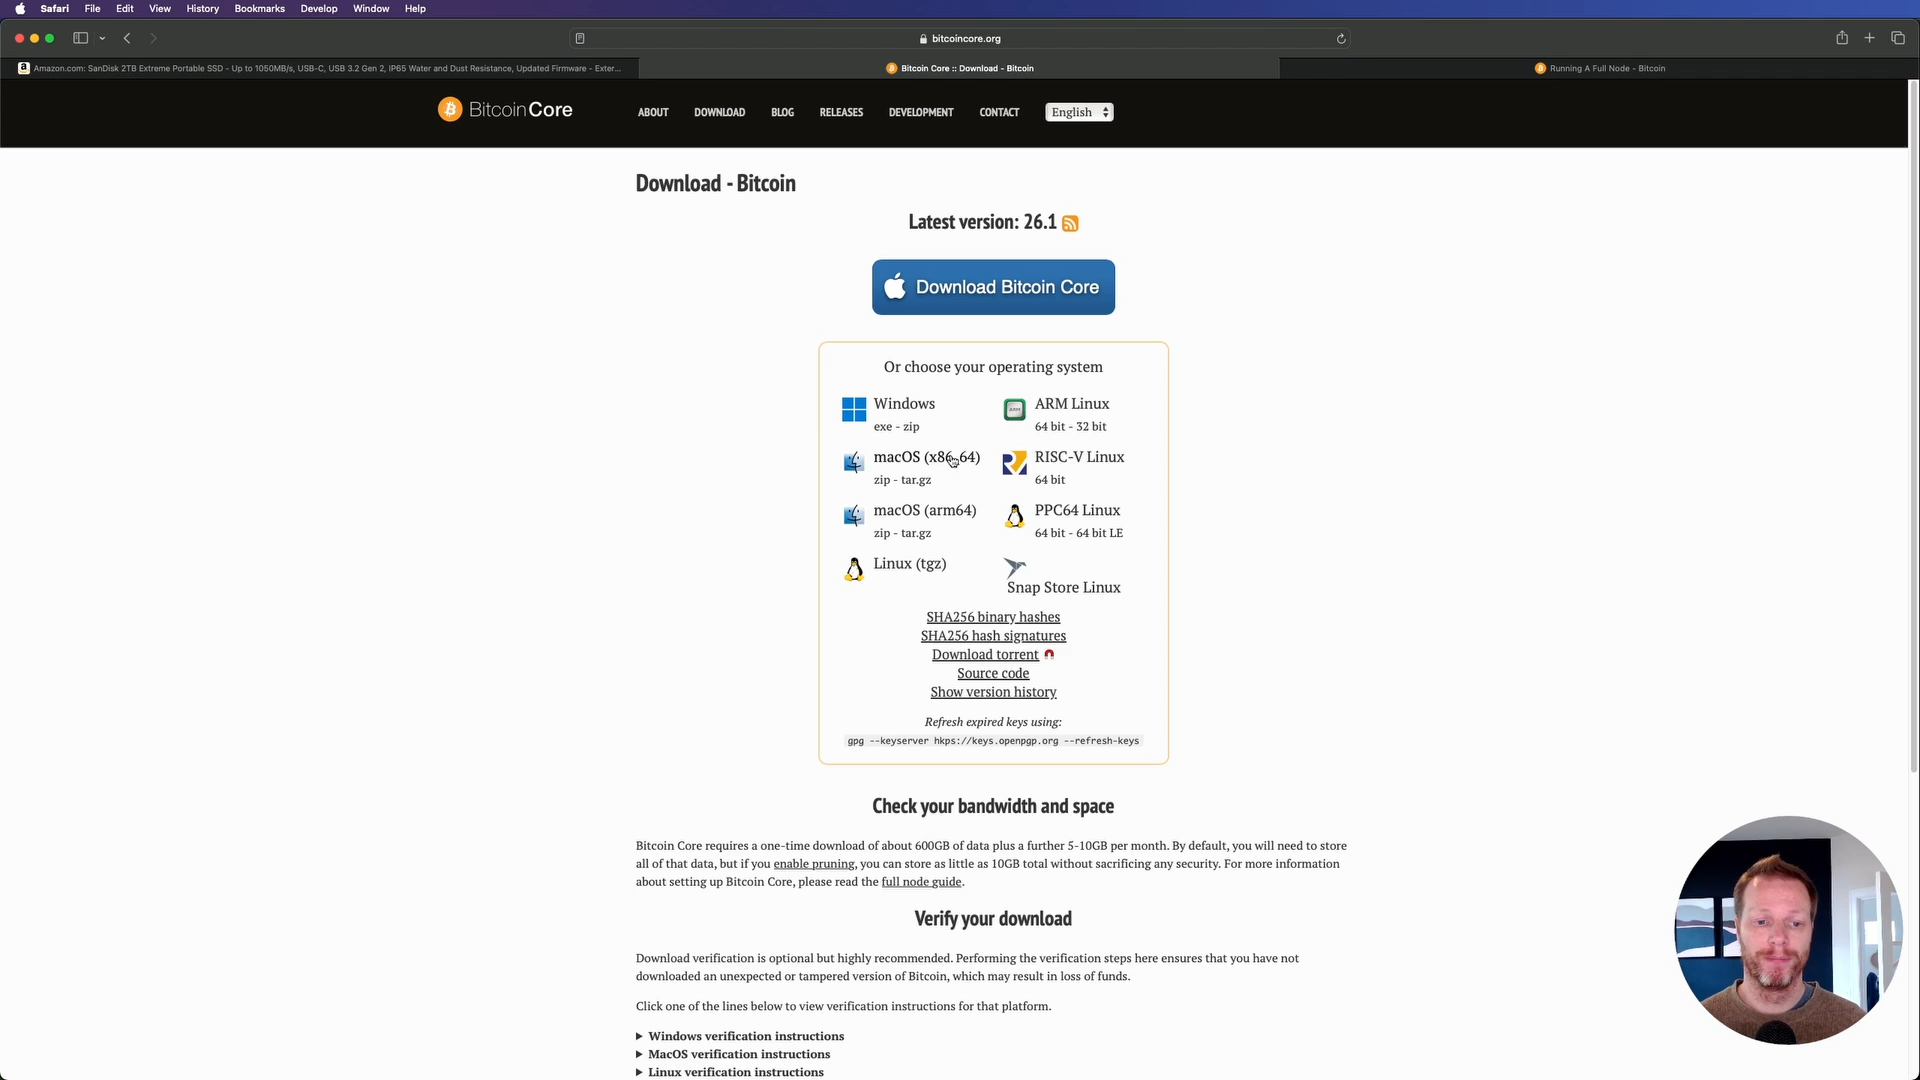 Safari File Edit View History Bookmarks Develop Window Help
bitcoincore.org
Amazon.com: SanDisk 2TB Extreme Portable SSD - Up to 1050MB/s, USB-C, USB 3.2 Gen 2, IP65 Water and Dust Resistance, Updated Firmware - Exter...
Bitcoin Core :: Download - Bitcoin
Running A Full Node - Bitcoin
BitcoinCore
ABOUT DOWNLOAD BLOG RELEASES DEVELOPMENT CONTACT English
Download - Bitcoin
Latest version: 26.1
Download Bitcoin Core
Or choose your operating system
Windows
exe - zip
ARM Linux
64 bit - 32 bit
macOS (x86-64)
zip - tar.gz
RISC-V Linux
64 bit
macOS (arm64)
zip - tar.gz
PPC64 Linux
64 bit - 64 bit LE
Linux (tgz)
Snap Store Linux
SHA256 binary hashes
SHA256 hash signatures
Download torrent
Source code
Show version history
Refresh expired keys using:
gpg --keyserver hkps://keys.openpgp.org --refresh-keys
Check your bandwidth and space
Bitcoin Core requires a one-time download of about 600GB of data plus a further 5-10GB per month. By default, you will need to store
all of that data, but if you enable pruning, you can store as little as 10GB total without sacrificing any security. For more information
about setting up Bitcoin Core, please read the full node guide.
Verify your download
Download verification is optional but highly recommended. Performing the verification steps here ensures that you have not
downloaded an unexpected or tampered version of Bitcoin, which may result in loss of funds.
Click one of the lines below to view verification instructions for that platform.
Windows verification instructions
MacOS verification instructions
Linux verification instructions